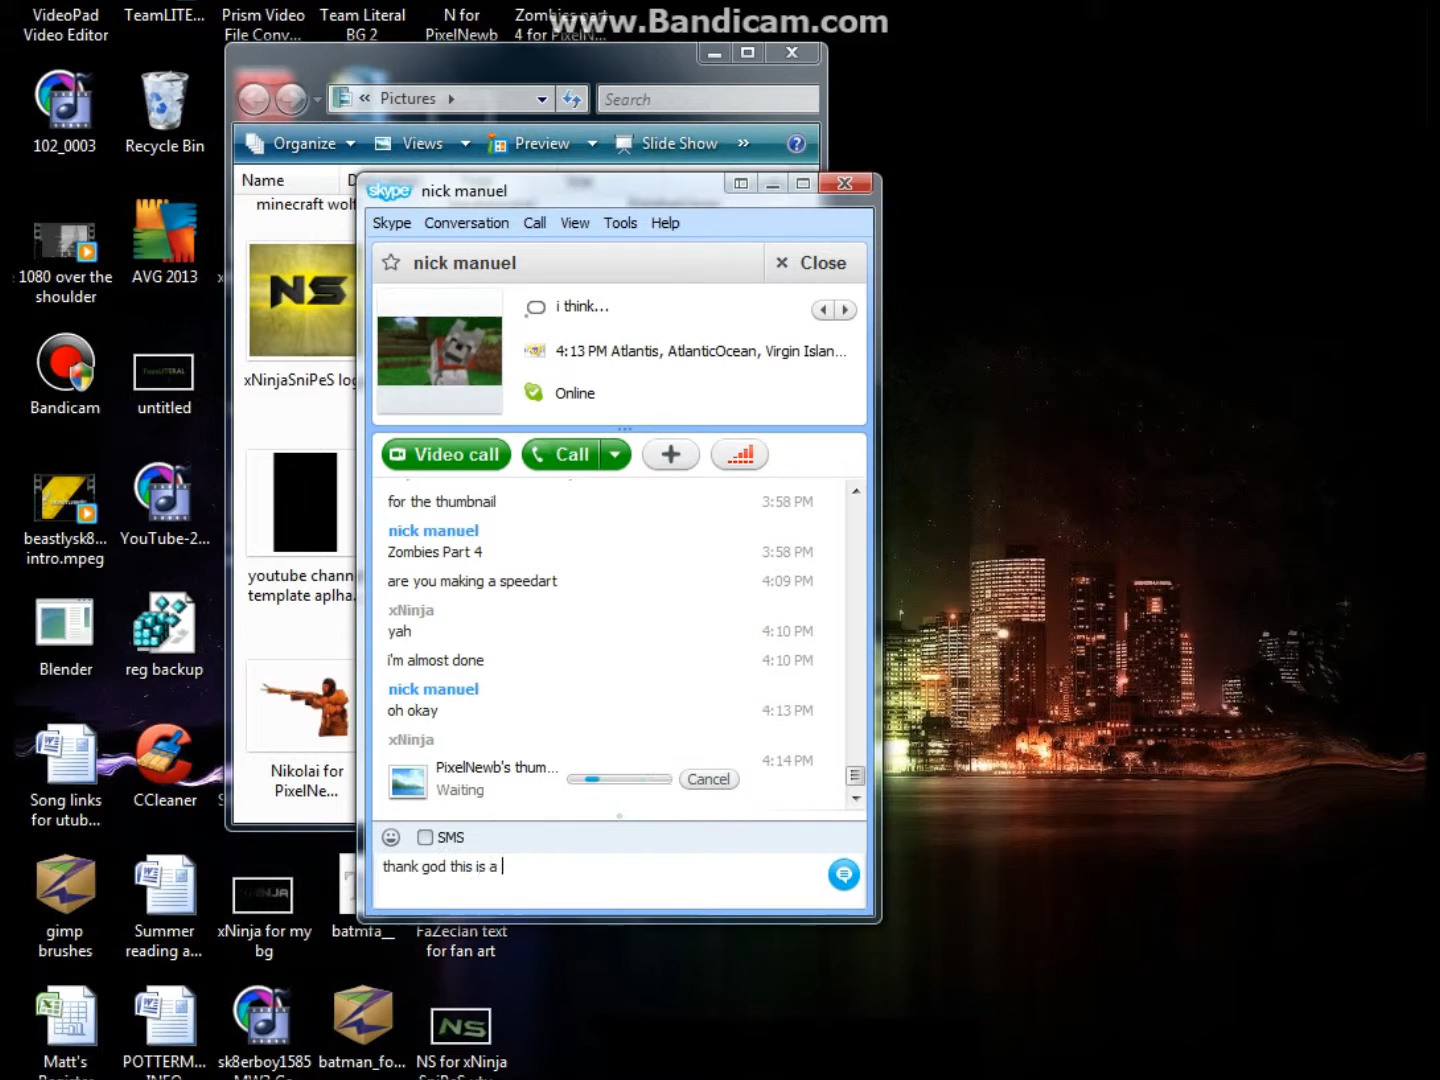 www.Bandicam.com
VideoPad
Video Editor
TeamLITE...
Prism Video
File Conv...
Team Literal
BG 2
N for
PixelNewb
Zombies part
4 for PixelN...
102_0003
Recycle Bin
1080 over the
shoulder
AVG 2013
Bandicam
untitled
beastlysk8...
intro.mpeg
YouTube-2...
Blender
reg backup
Song links
for utub...
CCleaner
gimp
brushes
Summer
reading a...
xNinja for my
bg
batmfa__
FaZeclan text
for fan art
Matt's
POTTERM...
sk8erboy1585
batman_fo...
NS for xNinja
Pictures
Search
Organize
Views
Preview
Slide Show
Name
minecraft wolf
NS
xNinjaSniPeS log
youtube chann
template aplha.
Nikolai for
PixelNe...
skype nick manuel
Skype Conversation Call View Tools Help
nick manuel
Close
i think...
4:13 PM Atlantis, AtlanticOcean, Virgin Islan...
Online
Video call
Call
for the thumbnail 3:58 PM
nick manuel
Zombies Part 4 3:58 PM
are you making a speedart 4:09 PM
xNinja
yah 4:10 PM
i'm almost done 4:10 PM
nick manuel
oh okay 4:13 PM
xNinja
PixelNewb's thum... 4:14 PM
Waiting
Cancel
SMS
thank god this is a